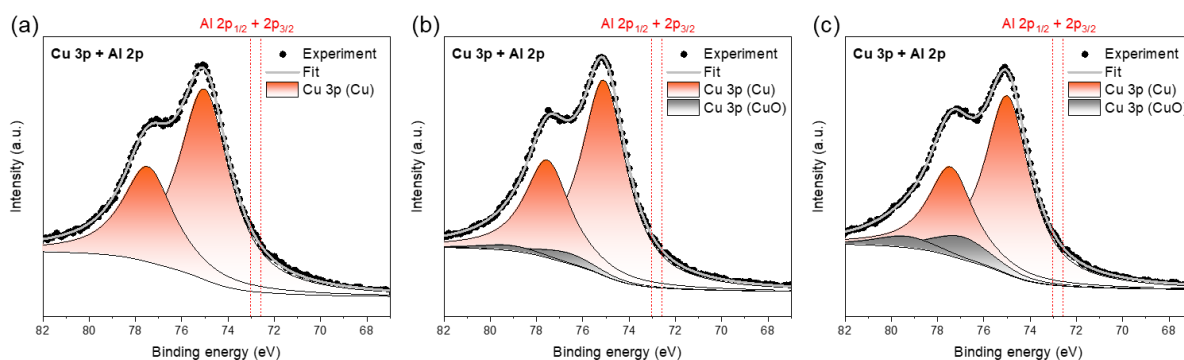 (a)
Al 2p1/2 + 2p3/2
Cu 3p + Al 2p
Experiment
Fit
Cu 3p (Cu)
Intensity (a.u.)
82 80 78 76 74 72 70 68
Binding energy (eV)
(b)
Al 2p1/2 + 2p3/2
Cu 3p + Al 2p
Experiment
Fit
Cu 3p (Cu)
Cu 3p (CuO)
Intensity (a.u.)
82 80 78 76 74 72 70 68
Binding energy (eV)
(c)
Al 2p1/2 + 2p3/2
Cu 3p + Al 2p
Experiment
Fit
Cu 3p (Cu)
Cu 3p (CuO)
Intensity (a.u.)
82 80 78 76 74 72 70 68
Binding energy (eV)